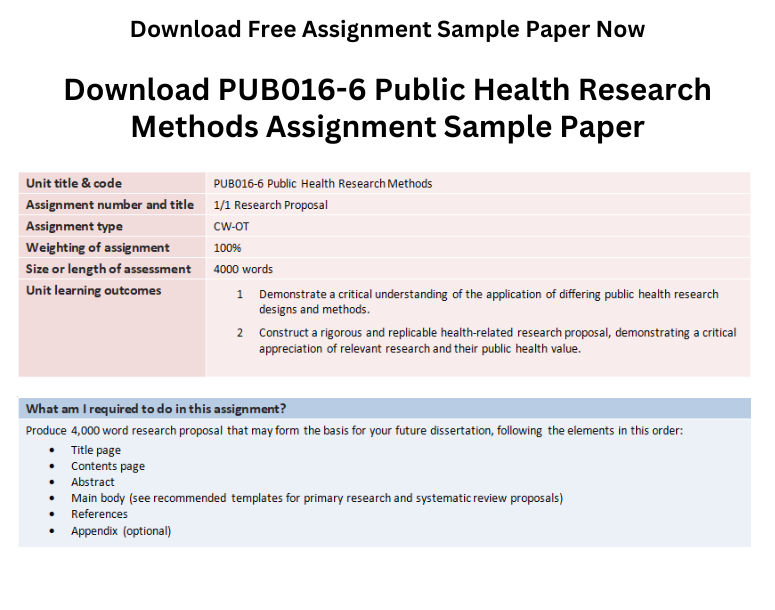 Download Free Assignment Sample Paper Now
Download PUB016-6 Public Health Research
Methods Assignment Sample Paper
Unit title & code PUB016-6 Public Health Research Methods
Assignment number and title 1/1 Research Proposal
Assignment type CW-OT
Weighting of assignment 100%
Size or length of assessment 4000 words
Unit learning outcomes
1 Demonstrate a critical understanding of the application of differing public health research
designs and methods.
2 Construct a rigorous and replicable health-related research proposal, demonstrating a critical
appreciation of relevant research and their public health value.
What am I required to do in this assignment?
Produce 4,000 word research proposal that may form the basis for your future dissertation, following the elements in this order:
• Title page
• Contents page
• Abstract
• Main body (see recommended templates for primary research and systematic review proposals)
• References
• Appendix (optional)